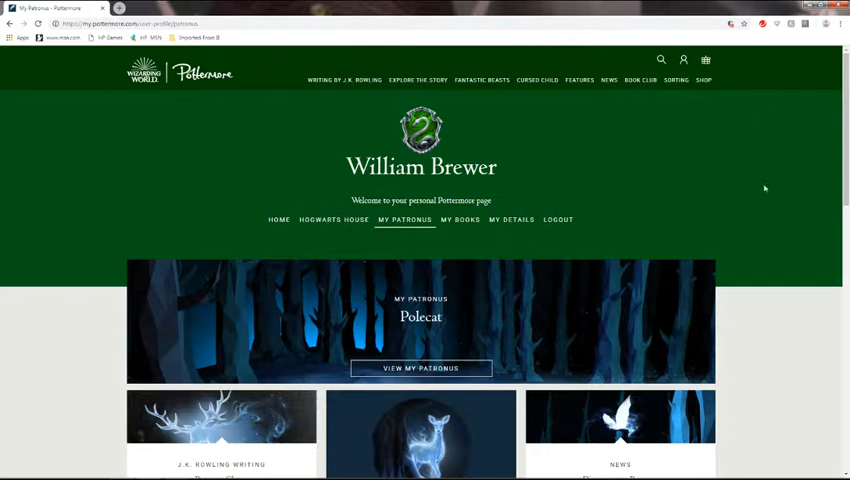 My Patronus - Pottermore
https://my.pottermore.com/user-profile/patronus
Apps www.msn.com HP Games HP MSN Imported From IE
WIZARDING WORLD Pottermore
WRITING BY J.K. ROWLING EXPLORE THE STORY FANTASTIC BEASTS CURSED CHILD FEATURES NEWS BOOK CLUB SORTING SHOP
William Brewer
Welcome to your personal Pottermore page
HOME HOGWARTS HOUSE MY PATRONUS MY BOOKS MY DETAILS LOGOUT
MY PATRONUS
Polecat
VIEW MY PATRONUS
J.K. ROWLING WRITING NEWS